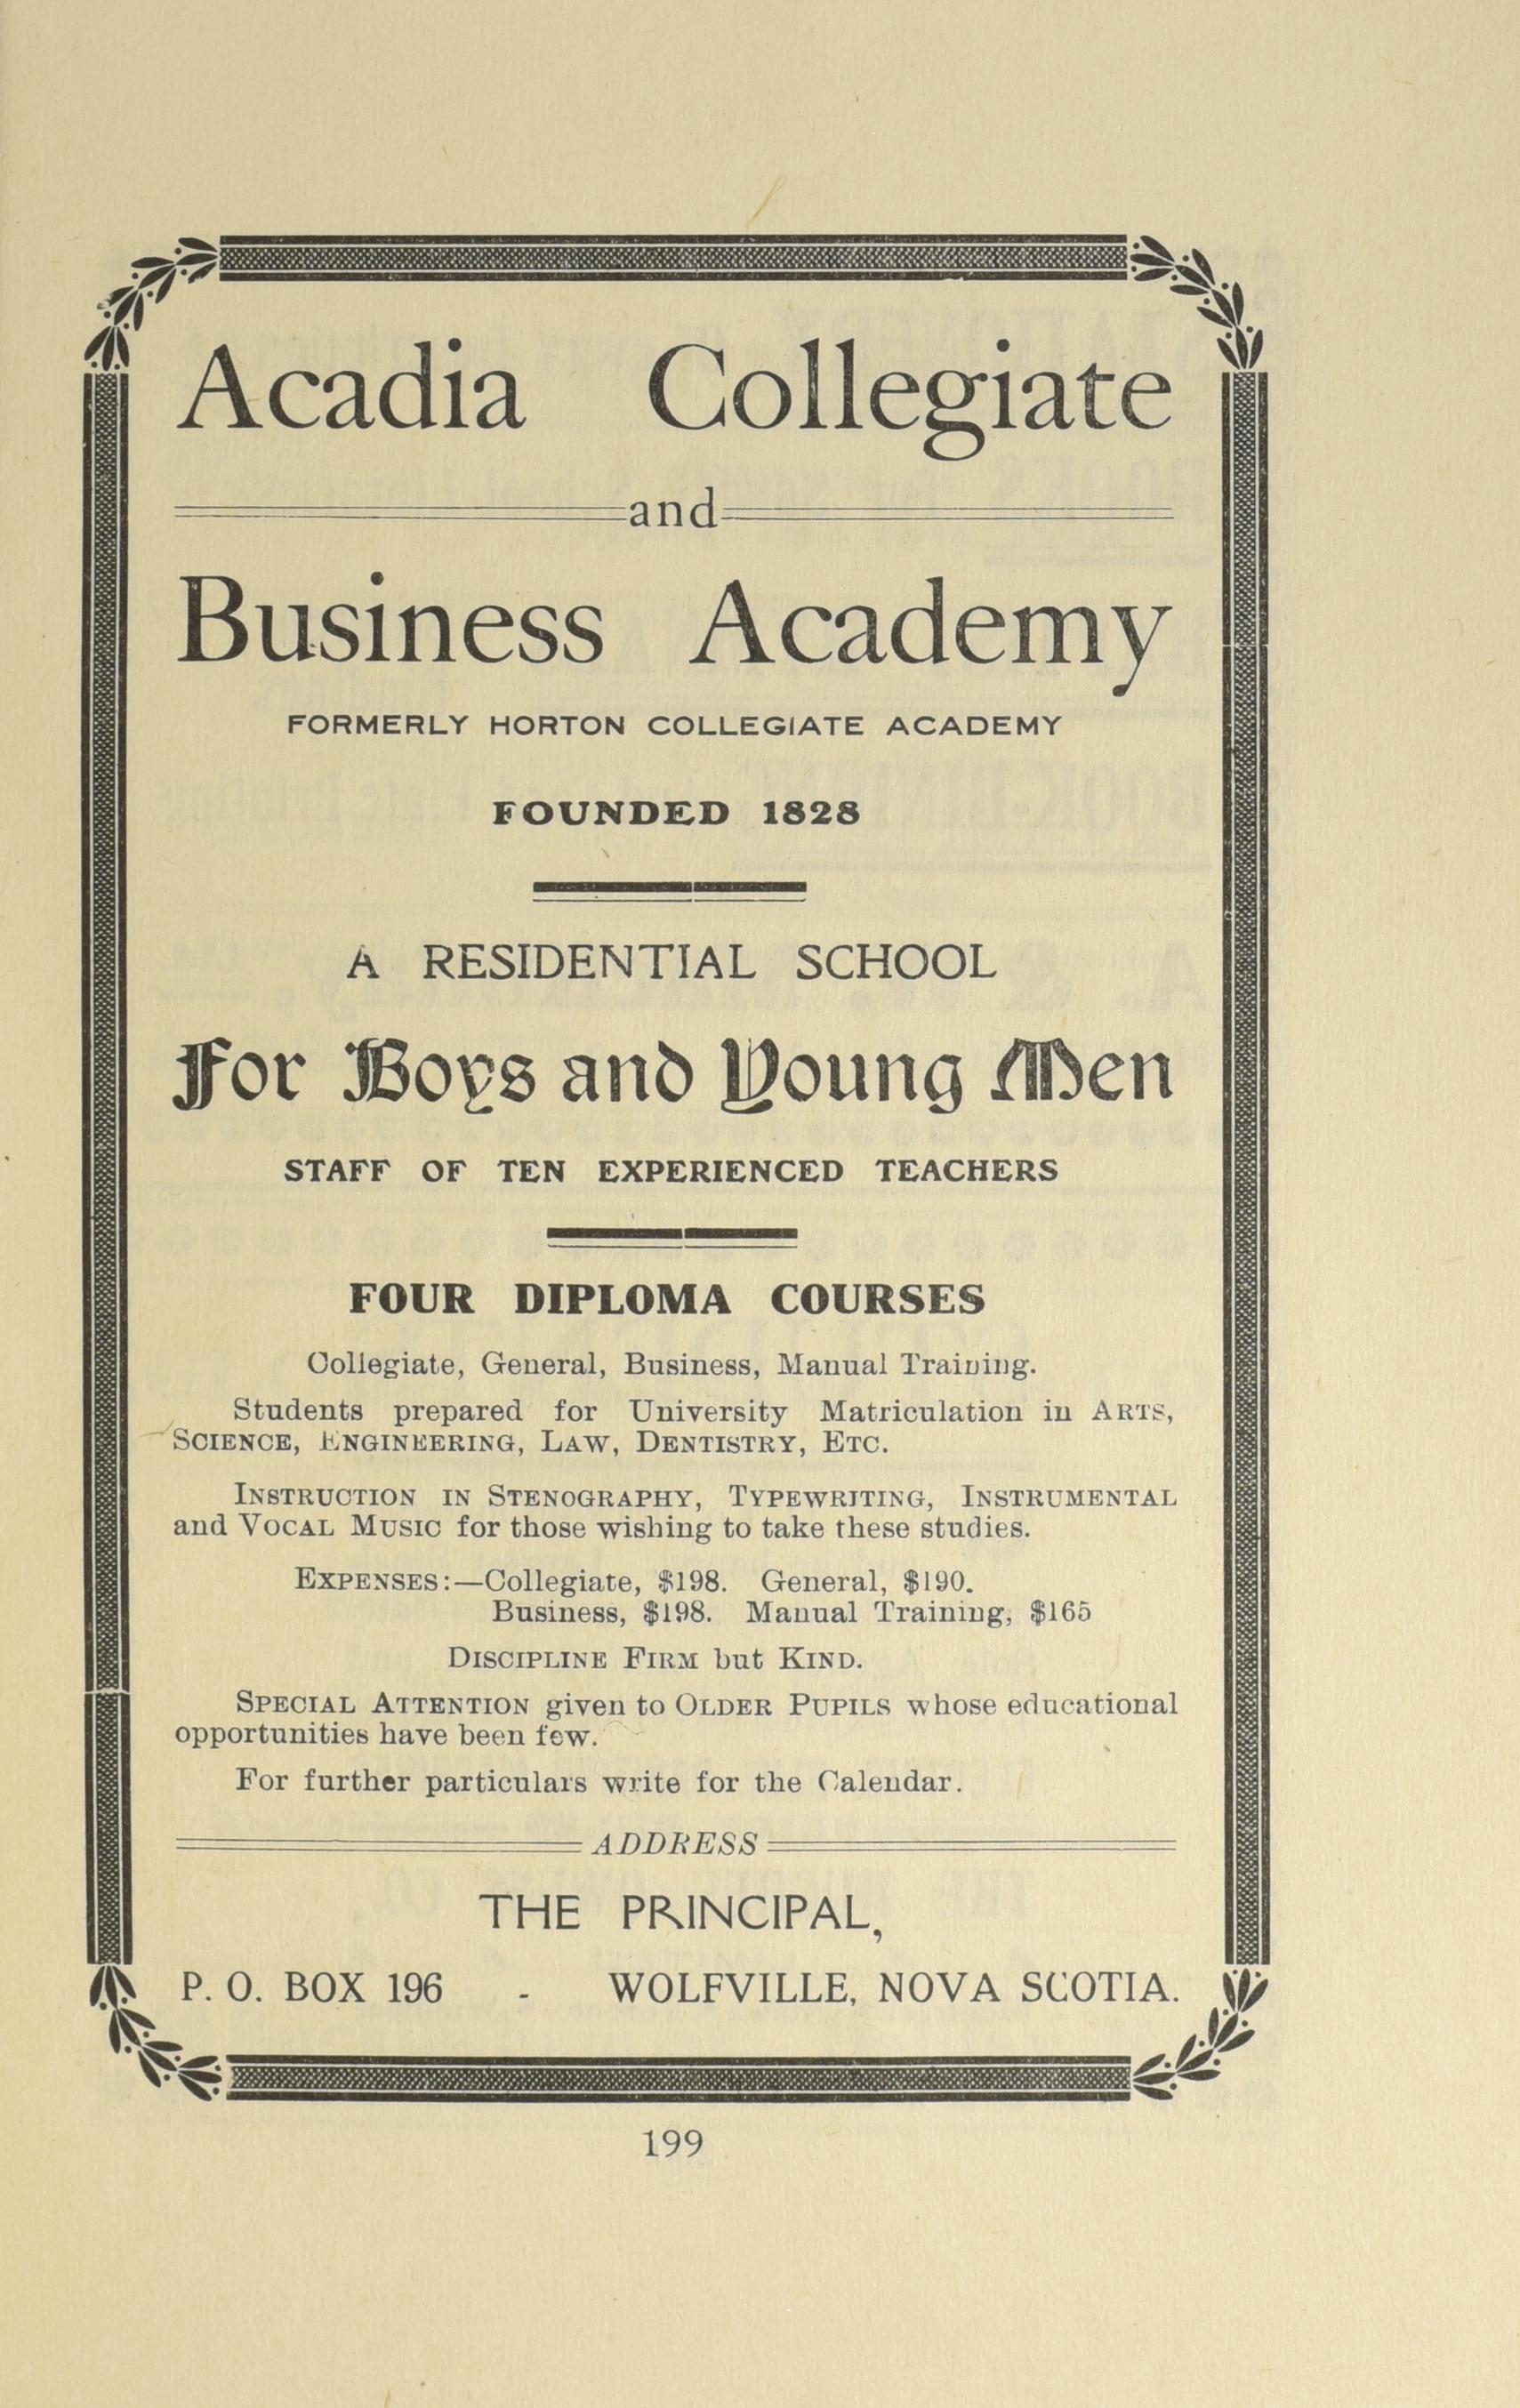 Acadia Collegiate
and
Business Academy
FORMERLY HORTON COLLEGIATE ACADEMY
FOUNDED 1828
A RESIDENTIAL SCHOOL
For Boys and Young Men
STAFF OF TEN EXPERIENCED TEACHERS
FOUR DIPLOMA COURSES
Collegiate, General, Business, Manual Training.
Students prepared for University Matriculation in ARTS,
SCIENCE, ENGINEERING, LAW, DENTISTRY, ETC.
INSTRUCTION IN STENOGRAPHY, TYPEWRITING, INSTRUMENTAL
and VOCAL MUSIC for those wishing to take these studies.
EXPENSES:—Collegiate, $198. General, $190.
Business, $198. Manual Training, $165
DISCIPLINE FIRM but KIND.
SPECIAL ATTENTION given to OLDER PUPILS whose educational
opportunities have been few.
For further particulars write for the Calendar.
ADDRESS
THE PRINCIPAL,
P. O. BOX 196 - WOLFVILLE, NOVA SCOTIA.
199